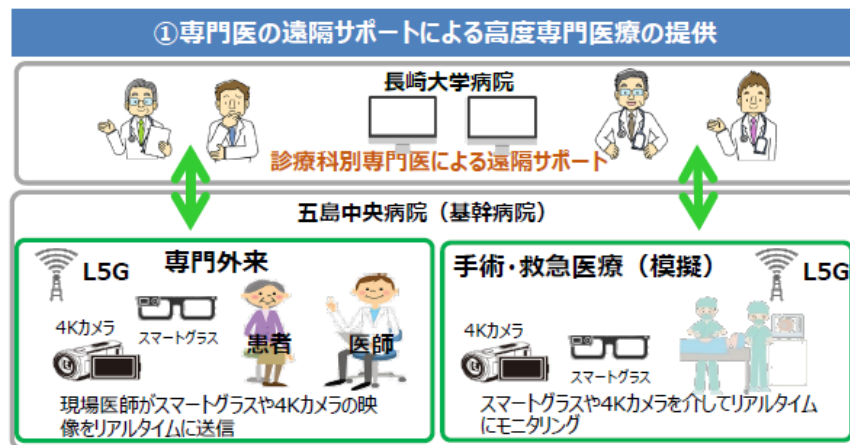 ①専門医の遠隔サポートによる高度専門医療の提供
長崎大学病院
診療科別専門医による遠隔サポート
五島中央病院（基幹病院）
L5G
専門外来
4Kカメラ
スマートグラス
患者
医師
現場医師がスマートグラスや4Kカメラの映
像をリアルタイムに送信
手術・救急医療（模擬）
L5G
4Kカメラ
スマートグラス
スマートグラスや4Kカメラを介してリアルタイム
にモニタリング